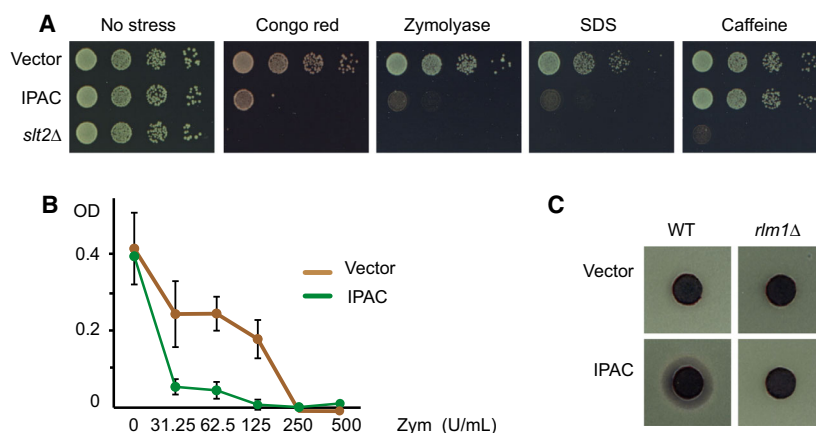 A
No stress Congo red Zymolyase SDS Caffeine
Vector
IPAC
slt2Δ
B
OD
0.4
0.2
0
0 31.25 62.5 125 250 500 Zym (U/mL)
Vector
IPAC
C
WT rlm1Δ
Vector
IPAC